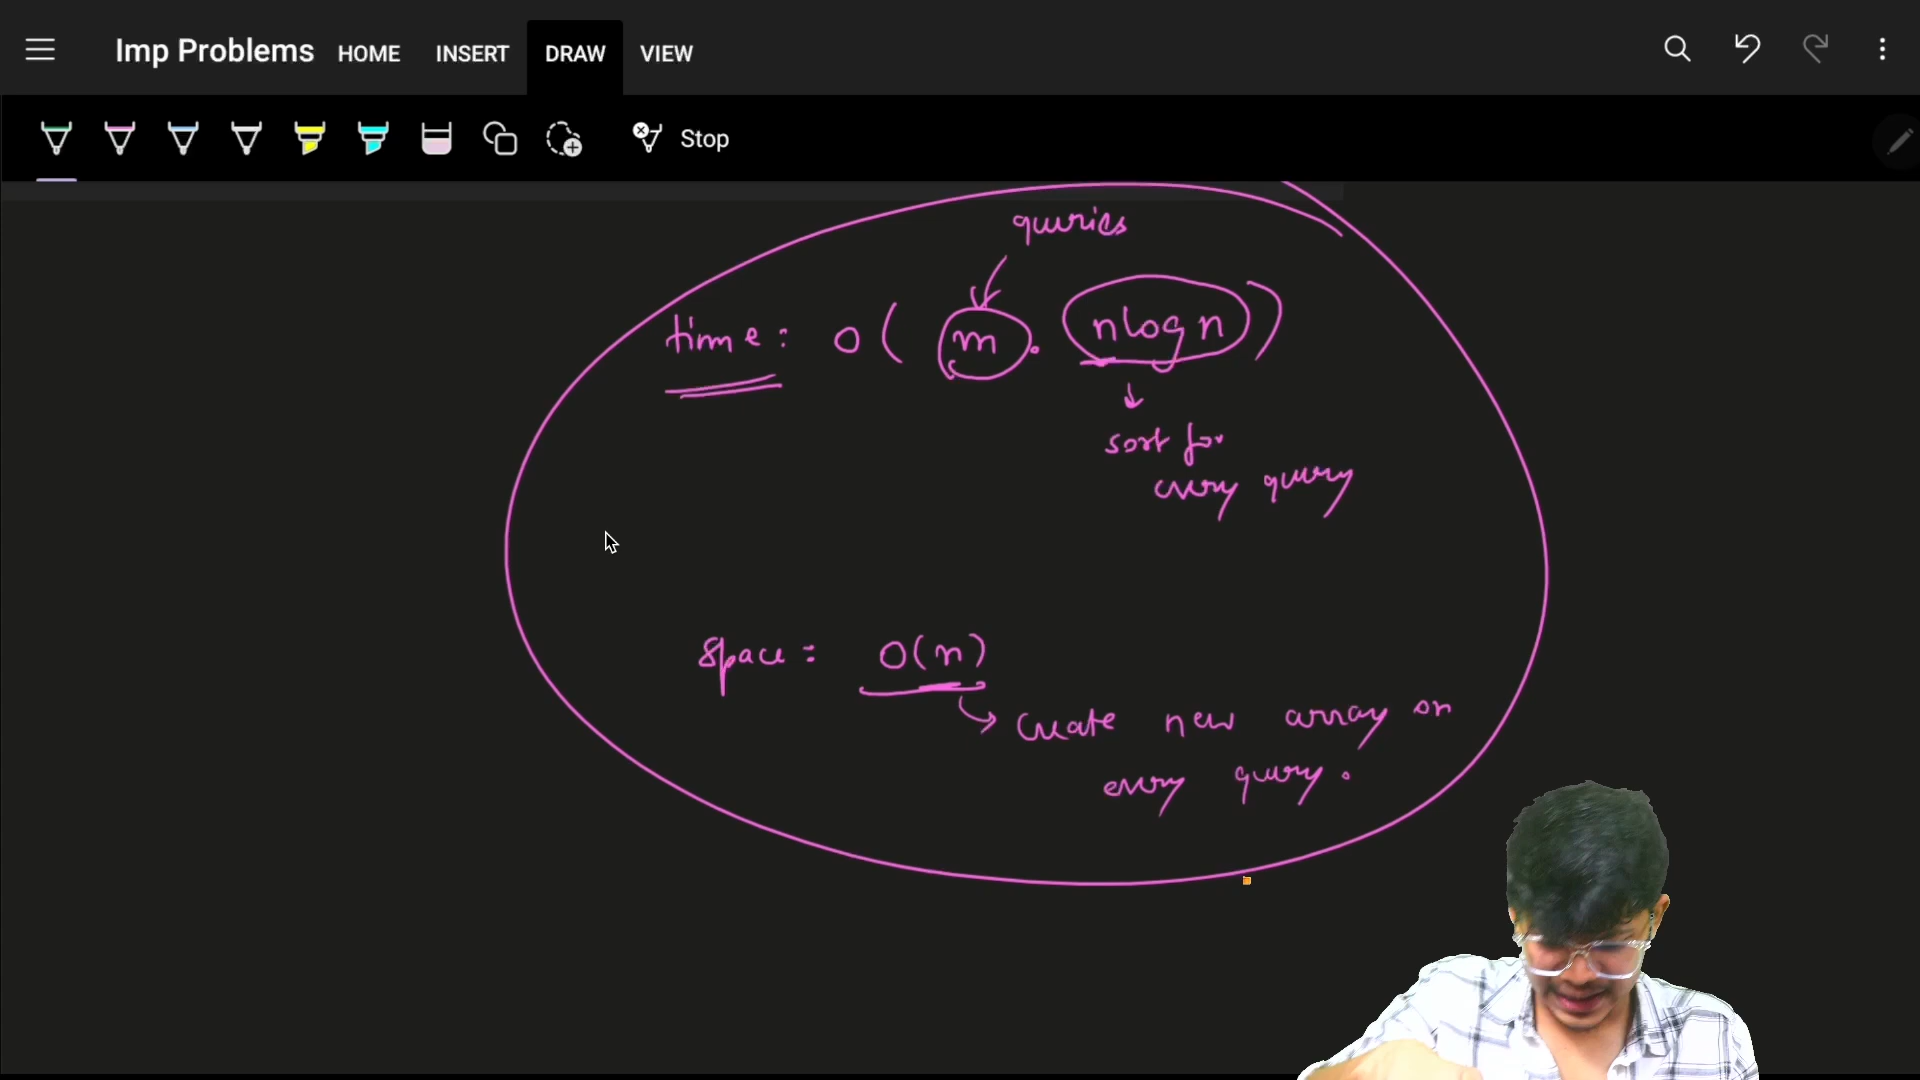 Imp Problems HOME INSERT DRAW VIEW
Stop
queries
time: O( m. nlogn)
sort for
every query
Space: O(n)
Create new array on
every query.